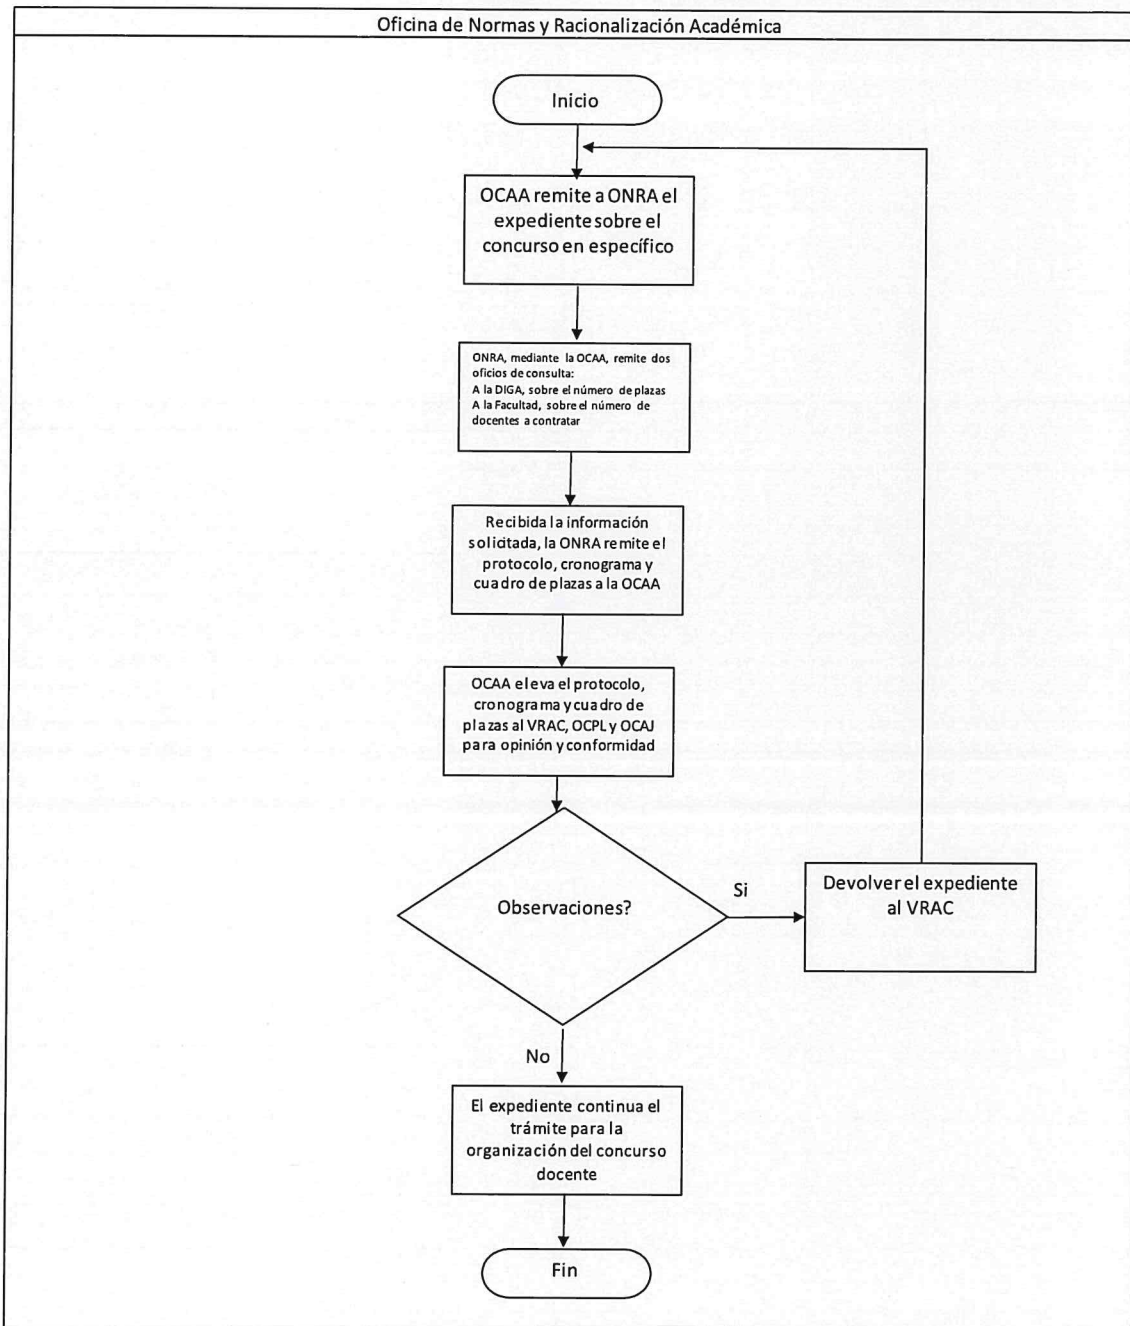 Oficina de Normas y Racionalización Académica
Inicio
OCAA remite a ONRA el
expediente sobre el
concurso en específico
ONRA, mediante la OCAA, remite dos
oficios de consulta:
A la DIGA, sobre el número de plazas
A la Facultad, sobre el número de
docentes a contratar
Recibida la información
solicitada, la ONRA remite el
protocolo, cronograma y
cuadro de plazas a la OCAA
OCAA eleva el protocolo,
cronograma y cuadro de
plazas al VRAC, OCPL y OCAJ
para opinión y conformidad
Observaciones?
Si
Devolver el expediente
al VRAC
No
El expediente continua el
trámite para la
organización del concurso
docente
Fin